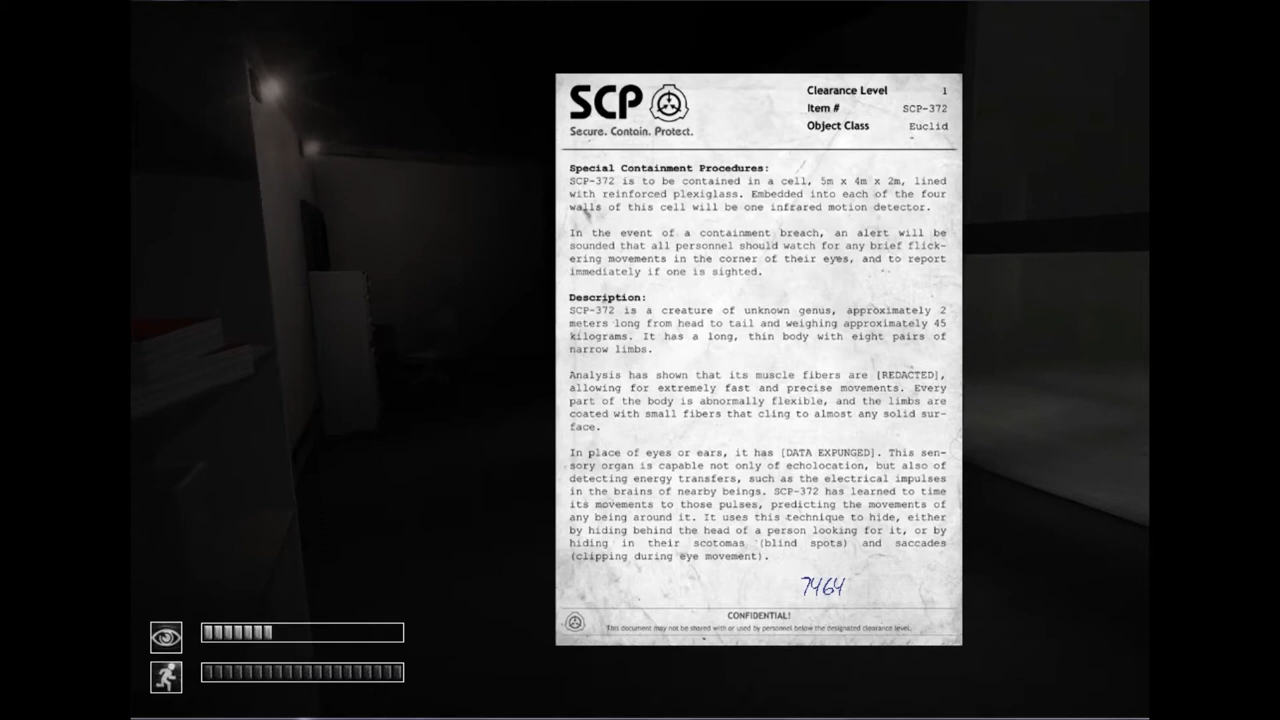 SCP
Secure. Contain. Protect.
Clearance Level 1
Item # SCP-372
Object Class Euclid
Special Containment Procedures:
SCP-372 is to be contained in a cell, 5m x 4m x 2m, lined
with reinforced plexiglass. Embedded into each of the four
walls of this cell will be one infrared motion detector.
In the event of a containment breach, an alert will be
sounded that all personnel should watch for any brief flick-
ering movements in the corner of their eyes, and to report
immediately if one is sighted.
Description:
SCP-372 is a creature of unknown genus, approximately 2
meters long from head to tail and weighing approximately 45
kilograms. It has a long, thin body with eight pairs of
narrow limbs.
Analysis has shown that its muscle fibers are [REDACTED],
allowing for extremely fast and precise movements. Every
part of the body is abnormally flexible, and the limbs are
coated with small fibers that cling to almost any solid sur-
face.
In place of eyes or ears, it has [DATA EXPUNGED]. This sen-
sory organ is capable not only of echolocation, but also of
detecting energy transfers, such as the electrical impulses
in the brains of nearby beings. SCP-372 has learned to time
its movements to those pulses, predicting the movements of
any being around it. It uses this technique to hide, either
by hiding behind the head of a person looking for it, or by
hiding in their scotomas (blind spots) and saccades
(clipping during eye movement).
7464
CONFIDENTIAL!
This document may not be shared with or used by personnel below the designated clearance level.